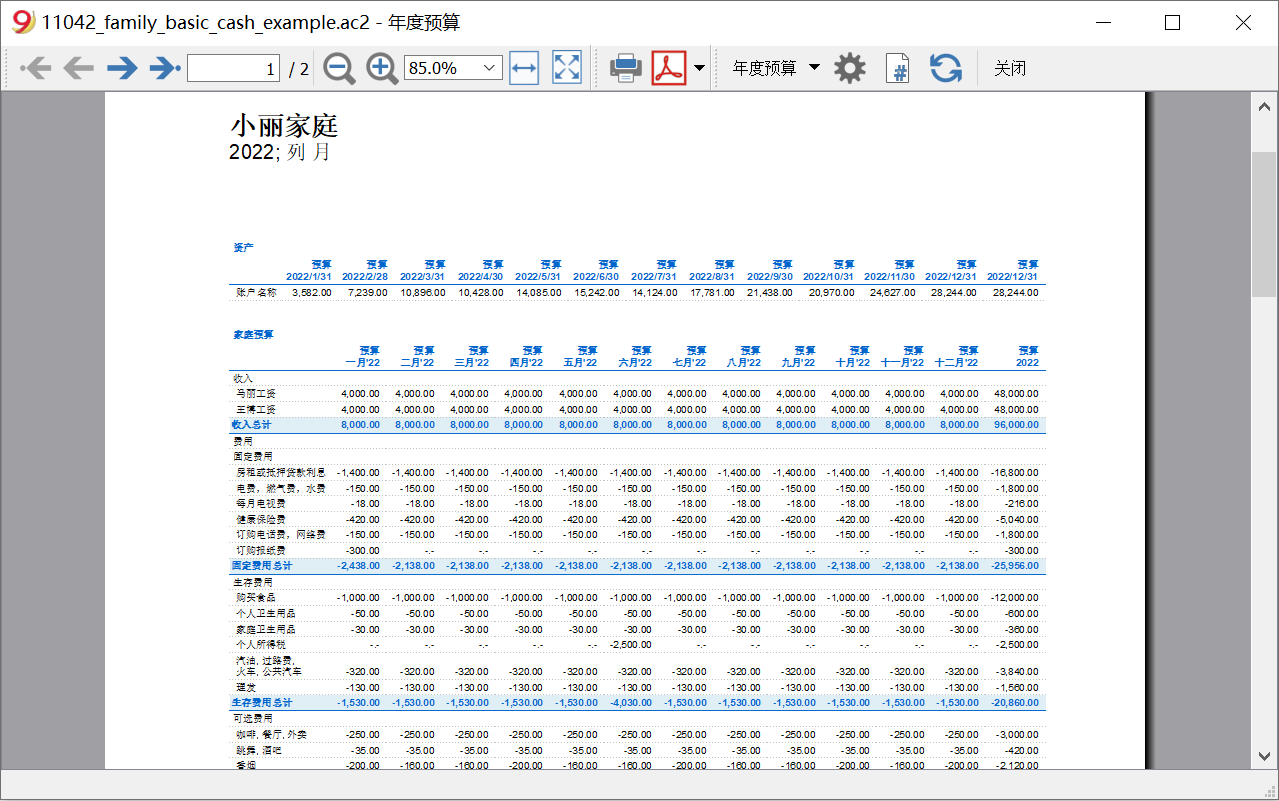 11042_family_basic_cash_example.ac2 - 年度预算
1 / 2 85.0% 年度预算 关闭
小丽家庭
2022; 列 月
资产
预算 预算 预算 预算 预算 预算 预算 预算 预算 预算 预算 预算 预算
2022/1/31 2022/2/28 2022/3/31 2022/4/30 2022/5/31 2022/6/30 2022/7/31 2022/8/31 2022/9/30 2022/10/31 2022/11/30 2022/12/31 2022/12/31
账户名称 3,582.00 7,239.00 10,896.00 10,428.00 14,085.00 15,242.00 14,124.00 17,781.00 21,438.00 20,970.00 24,627.00 28,244.00 28,244.00
家庭预算
预算 预算 预算 预算 预算 预算 预算 预算 预算 预算 预算 预算 预算
一月'22 二月'22 三月'22 四月'22 五月'22 六月'22 七月'22 八月'22 九月'22 十月'22 十一月'22 十二月'22 2022
收入
马丽工资 4,000.00 4,000.00 4,000.00 4,000.00 4,000.00 4,000.00 4,000.00 4,000.00 4,000.00 4,000.00 4,000.00 4,000.00 48,000.00
王博工资 4,000.00 4,000.00 4,000.00 4,000.00 4,000.00 4,000.00 4,000.00 4,000.00 4,000.00 4,000.00 4,000.00 4,000.00 48,000.00
收入总计 8,000.00 8,000.00 8,000.00 8,000.00 8,000.00 8,000.00 8,000.00 8,000.00 8,000.00 8,000.00 8,000.00 8,000.00 96,000.00
费用
固定费用
房租或抵押贷款利息 -1,400.00 -1,400.00 -1,400.00 -1,400.00 -1,400.00 -1,400.00 -1,400.00 -1,400.00 -1,400.00 -1,400.00 -1,400.00 -1,400.00 -16,800.00
电费，燃气费，水费 -150.00 -150.00 -150.00 -150.00 -150.00 -150.00 -150.00 -150.00 -150.00 -150.00 -150.00 -150.00 -1,800.00
每月电视费 -18.00 -18.00 -18.00 -18.00 -18.00 -18.00 -18.00 -18.00 -18.00 -18.00 -18.00 -18.00 -216.00
健康保险费 -420.00 -420.00 -420.00 -420.00 -420.00 -420.00 -420.00 -420.00 -420.00 -420.00 -420.00 -420.00 -5,040.00
订购电话费，网络费 -150.00 -150.00 -150.00 -150.00 -150.00 -150.00 -150.00 -150.00 -150.00 -150.00 -150.00 -150.00 -1,800.00
订购报纸费 -300.00 -.- -.- -.- -.- -.- -.- -.- -.- -.- -.- -.- -300.00
固定费用总计 -2,438.00 -2,138.00 -2,138.00 -2,138.00 -2,138.00 -2,138.00 -2,138.00 -2,138.00 -2,138.00 -2,138.00 -2,138.00 -2,138.00 -25,956.00
生存费用
购买食品 -1,000.00 -1,000.00 -1,000.00 -1,000.00 -1,000.00 -1,000.00 -1,000.00 -1,000.00 -1,000.00 -1,000.00 -1,000.00 -1,000.00 -12,000.00
个人卫生用品 -50.00 -50.00 -50.00 -50.00 -50.00 -50.00 -50.00 -50.00 -50.00 -50.00 -50.00 -50.00 -600.00
家庭卫生用品 -30.00 -30.00 -30.00 -30.00 -30.00 -30.00 -30.00 -30.00 -30.00 -30.00 -30.00 -30.00 -360.00
个人所得税 -.- -.- -.- -.- -.- -2,500.00 -.- -.- -.- -.- -.- -.- -2,500.00
汽油, 过路费,
火车, 公共汽车 -320.00 -320.00 -320.00 -320.00 -320.00 -320.00 -320.00 -320.00 -320.00 -320.00 -320.00 -320.00 -3,840.00
理发 -130.00 -130.00 -130.00 -130.00 -130.00 -130.00 -130.00 -130.00 -130.00 -130.00 -130.00 -130.00 -1,560.00
生存费用总计 -1,530.00 -1,530.00 -1,530.00 -1,530.00 -1,530.00 -4,030.00 -1,530.00 -1,530.00 -1,530.00 -1,530.00 -1,530.00 -1,530.00 -20,860.00
可选费用
咖啡, 餐厅, 外卖 -250.00 -250.00 -250.00 -250.00 -250.00 -250.00 -250.00 -250.00 -250.00 -250.00 -250.00 -250.00 -3,000.00
跳舞, 酒吧 -35.00 -35.00 -35.00 -35.00 -35.00 -35.00 -35.00 -35.00 -35.00 -35.00 -35.00 -35.00 -420.00
香烟 -200.00 -160.00 -160.00 -200.00 -160.00 -160.00 -200.00 -160.00 -160.00 -200.00 -160.00 -200.00 -2,120.00